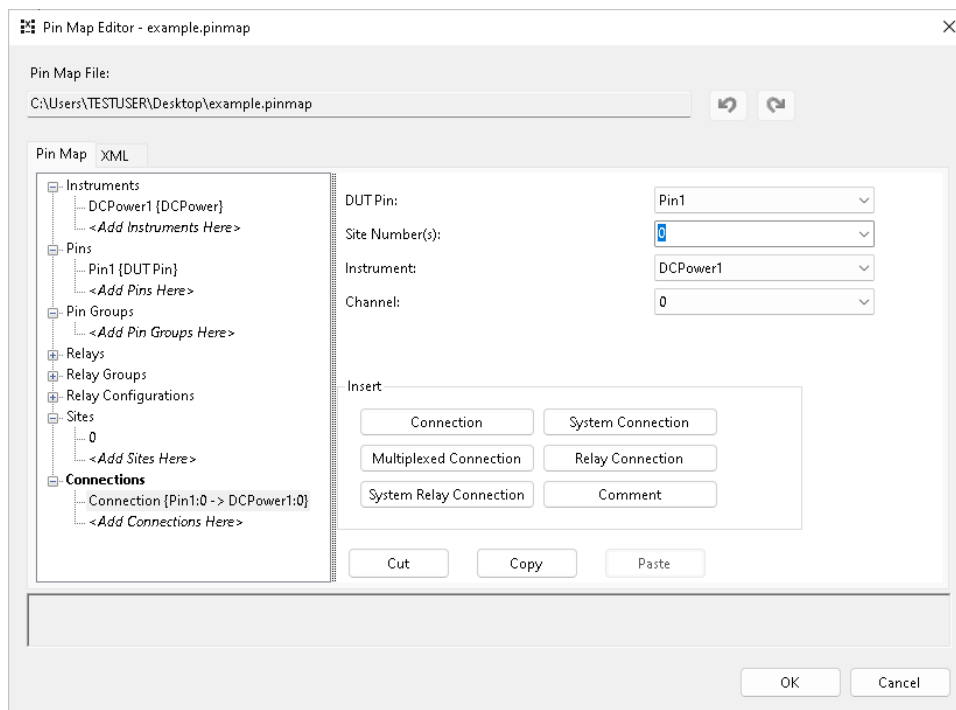 Pin Map Editor - example.pinmap
Pin Map File:
C:\Users\TESTUSER\Desktop\example.pinmap
Pin Map XML
Instruments
DCPower1 {DCPower}
<Add Instruments Here>
Pins
Pin1 {DUT Pin}
<Add Pins Here>
Pin Groups
<Add Pin Groups Here>
Relays
Relay Groups
Relay Configurations
Sites
0
<Add Sites Here>
Connections
Connection {Pin1:0 -> DCPower1:0}
<Add Connections Here>
DUT Pin: Pin1
Site Number(s): 0
Instrument: DCPower1
Channel: 0
Insert
Connection System Connection
Multiplexed Connection Relay Connection
System Relay Connection Comment
Cut Copy Paste
OK Cancel